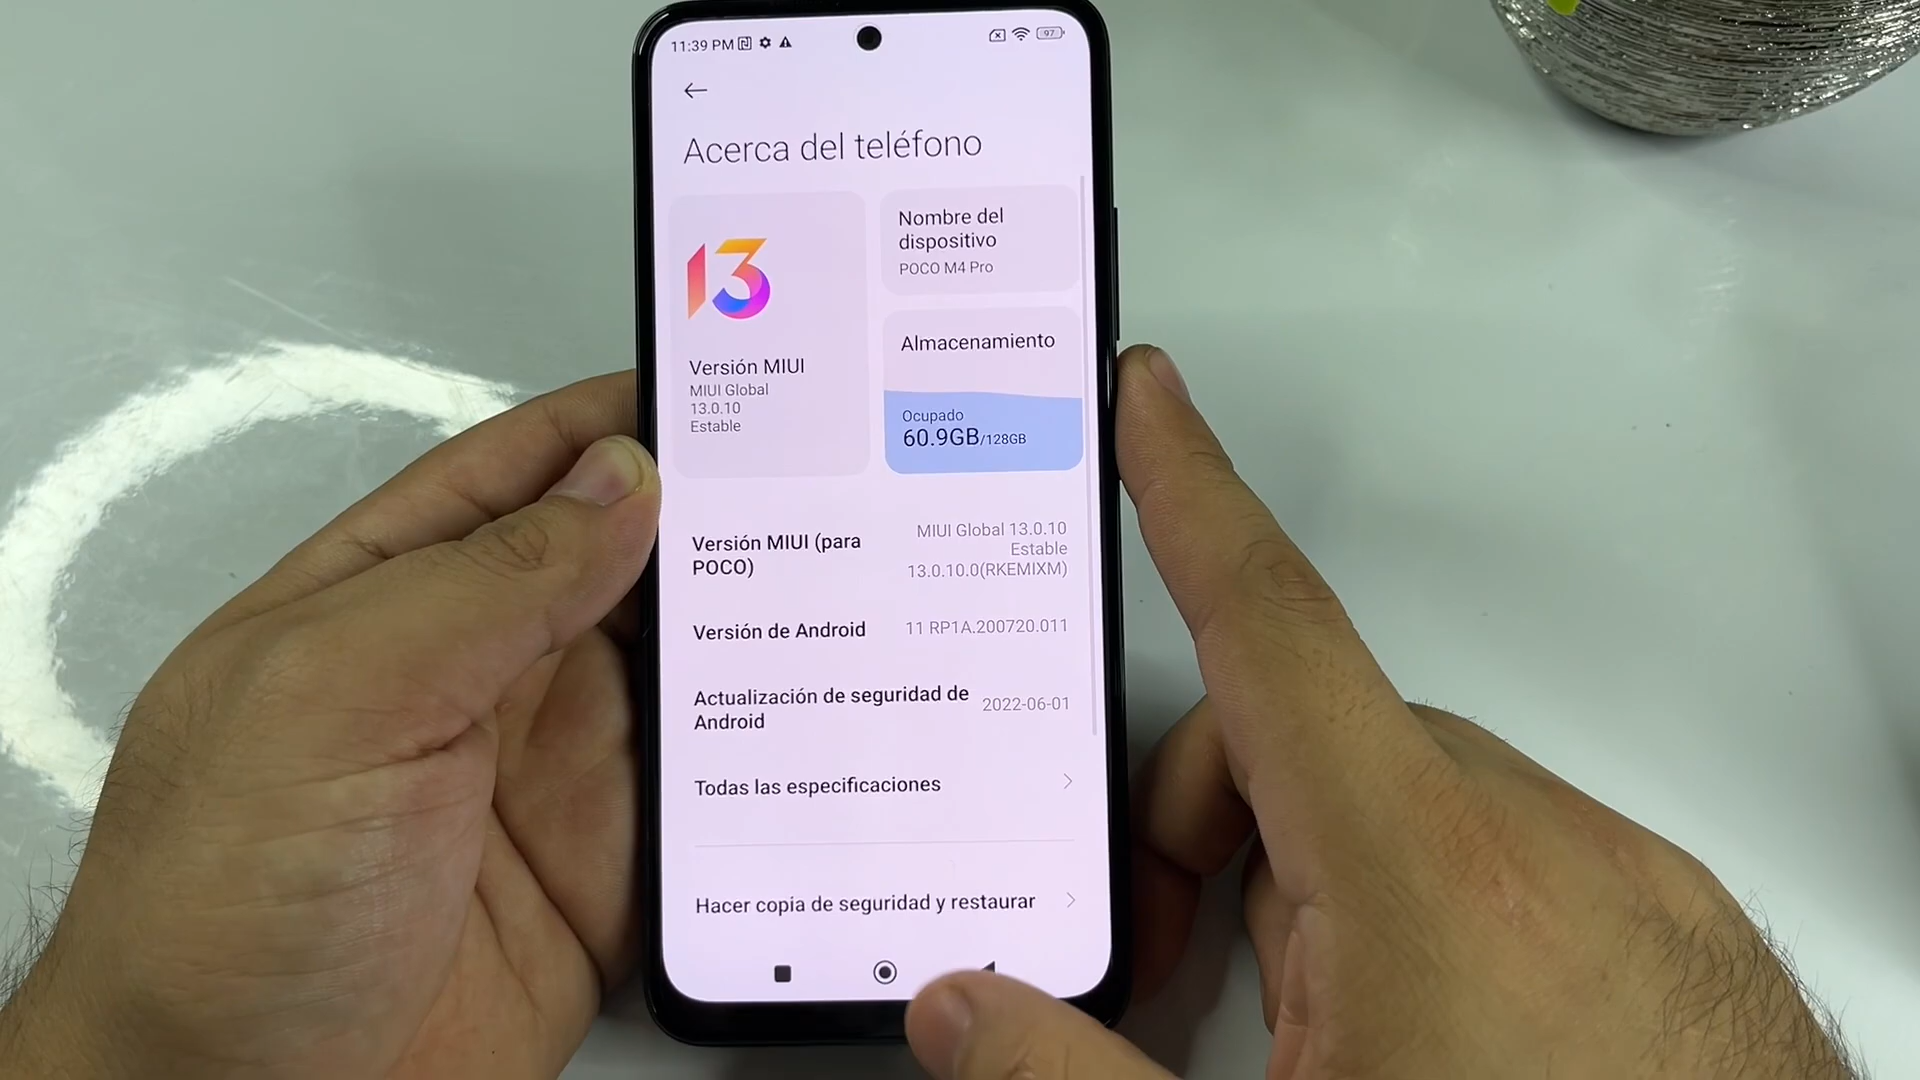 11:39 PM
97
Acerca del teléfono
13
Versión MIUI
MIUI Global
13.0.10
Estable
Nombre del
dispositivo
POCO M4 Pro
Almacenamiento
Ocupado
60.9GB/128GB
Versión MIUI (para
POCO)
MIUI Global 13.0.10
Estable
13.0.10.0(RKEMIXM)
Versión de Android
11 RP1A.200720.011
Actualización de seguridad de
Android
2022-06-01
Todas las especificaciones
Hacer copia de seguridad y restaurar